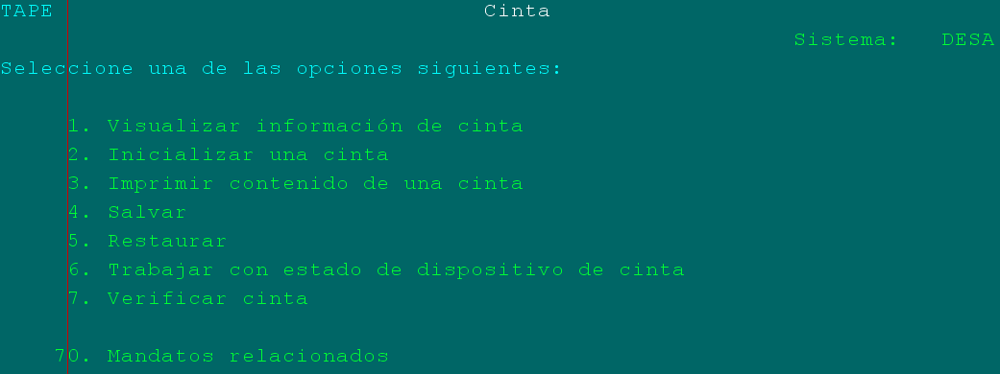 TAPE Cinta
Sistema: DESA
Seleccione una de las opciones siguientes:
1. Visualizar información de cinta
2. Inicializar una cinta
3. Imprimir contenido de una cinta
4. Salvar
5. Restaurar
6. Trabajar con estado de dispositivo de cinta
7. Verificar cinta
70. Mandatos relacionados